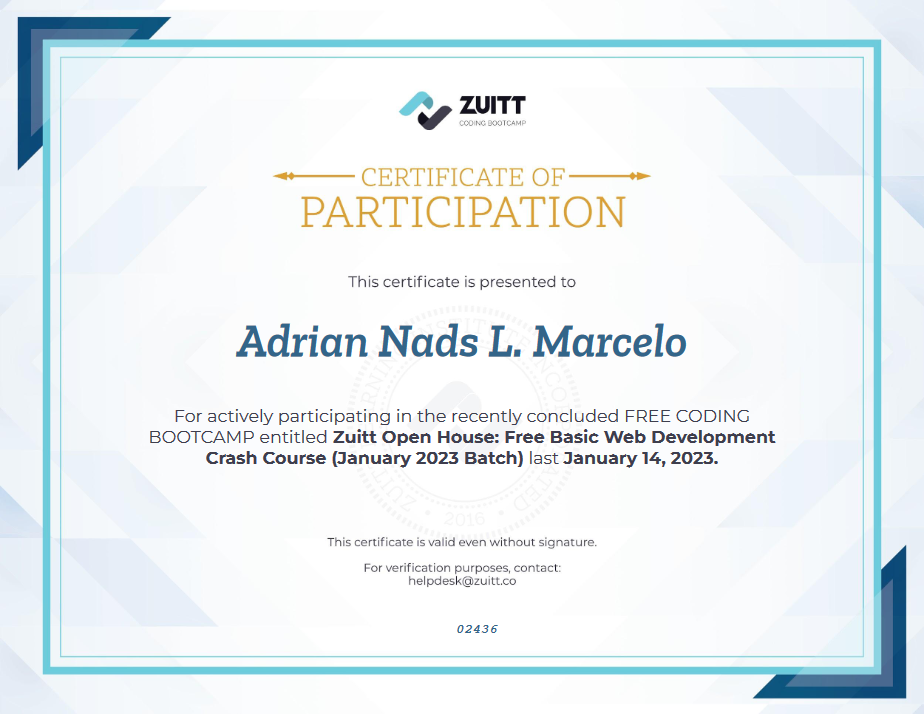 ZUITT
CODING BOOTCAMP
CERTIFICATE OF
PARTICIPATION
This certificate is presented to
Adrian Nads L. Marcelo
For actively participating in the recently concluded FREE CODING
BOOTCAMP entitled Zuitt Open House: Free Basic Web Development
Crash Course (January 2023 Batch) last January 14, 2023.
2016
This certificate is valid even without signature.
For verification purposes, contact:
helpdesk@zuitt.co
02436